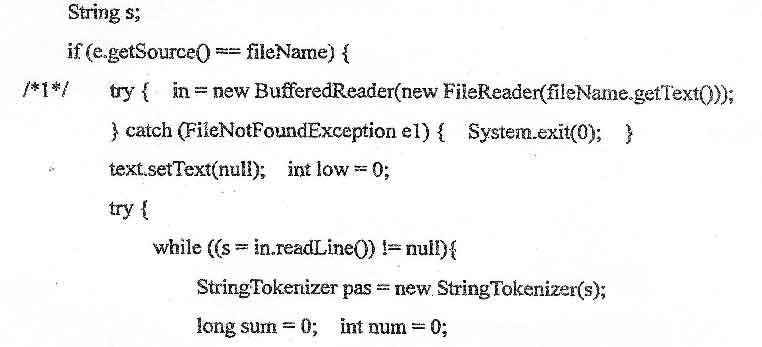 String s;
if (e.getSource() == fileName) {
/*1*/ try { in = new BufferedReader(new FileReader(fileName.getText()));
} catch (FileNotFoundException e1) { System.exit(0); }
text.setText(null); int low = 0;
try {
while ((s = in.readLine()) != null){
StringTokenizer pas = new StringTokenizer(s);
long sum = 0; int num = 0;